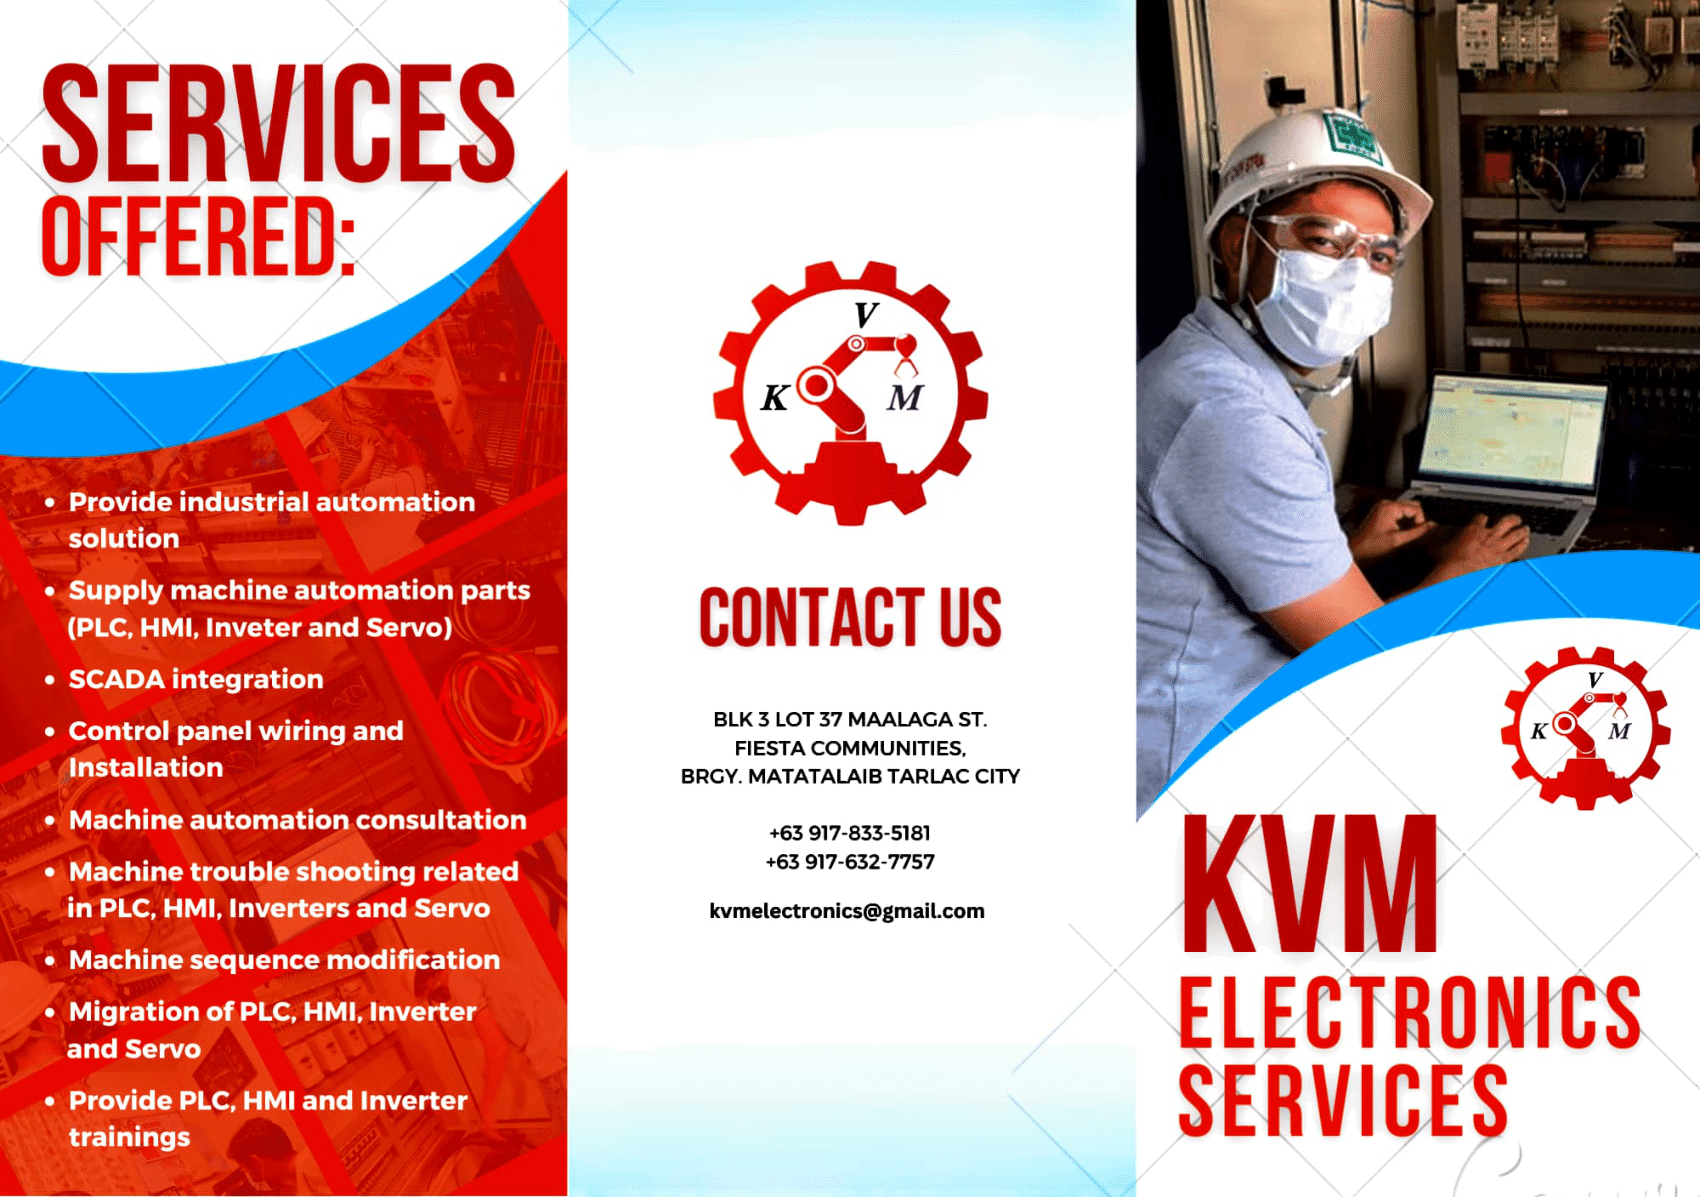 SERVICES
OFFERED:
• Provide industrial automation
solution
• Supply machine automation parts
(PLC, HMI, Inveter and Servo)
• SCADA integration
• Control panel wiring and
Installation
• Machine automation consultation
• Machine trouble shooting related
in PLC, HMI, Inverters and Servo
• Machine sequence modification
• Migration of PLC, HMI, Inverter
and Servo
• Provide PLC, HMI and Inverter
trainings
V
K
M
CONTACT US
BLK 3 LOT 37 MAALAGA ST.
FIESTA COMMUNITIES,
BRGY. MATATALAIB TARLAC CITY
+63 917-833-5181
+63 917-632-7757
kvmelectronics@gmail.com
V
K
M
KVM
ELECTRONICS
SERVICES